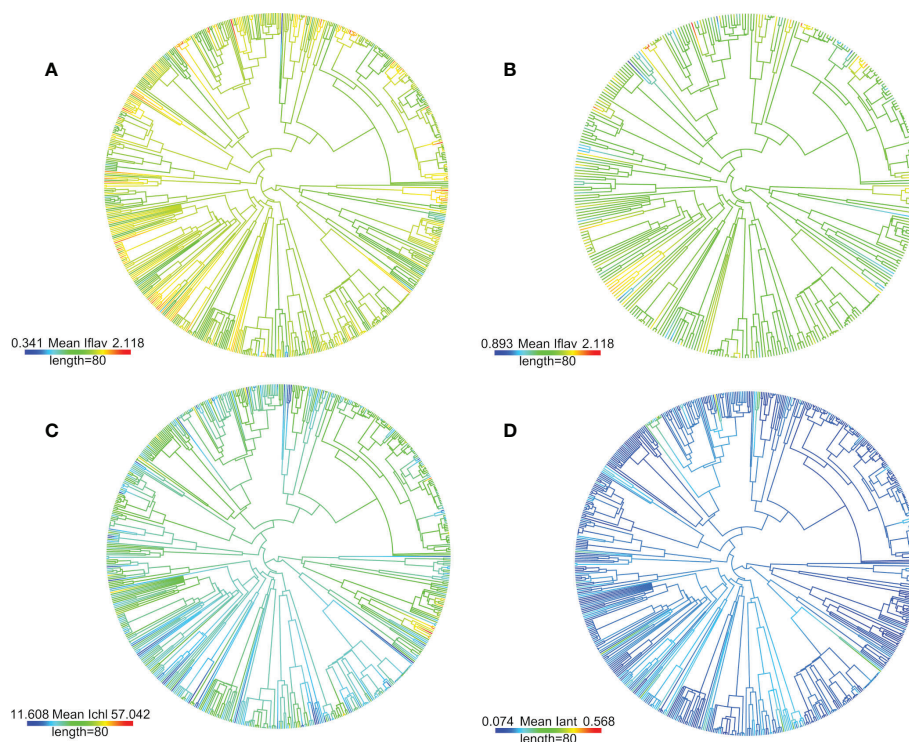 A
B
0.341 Mean Iflav 2.118
length=80
0.893 Mean Iflav 2.118
length=80
C
D
11.608 Mean Ichl 57.042
length=80
0.074 Mean Iant 0.568
length=80